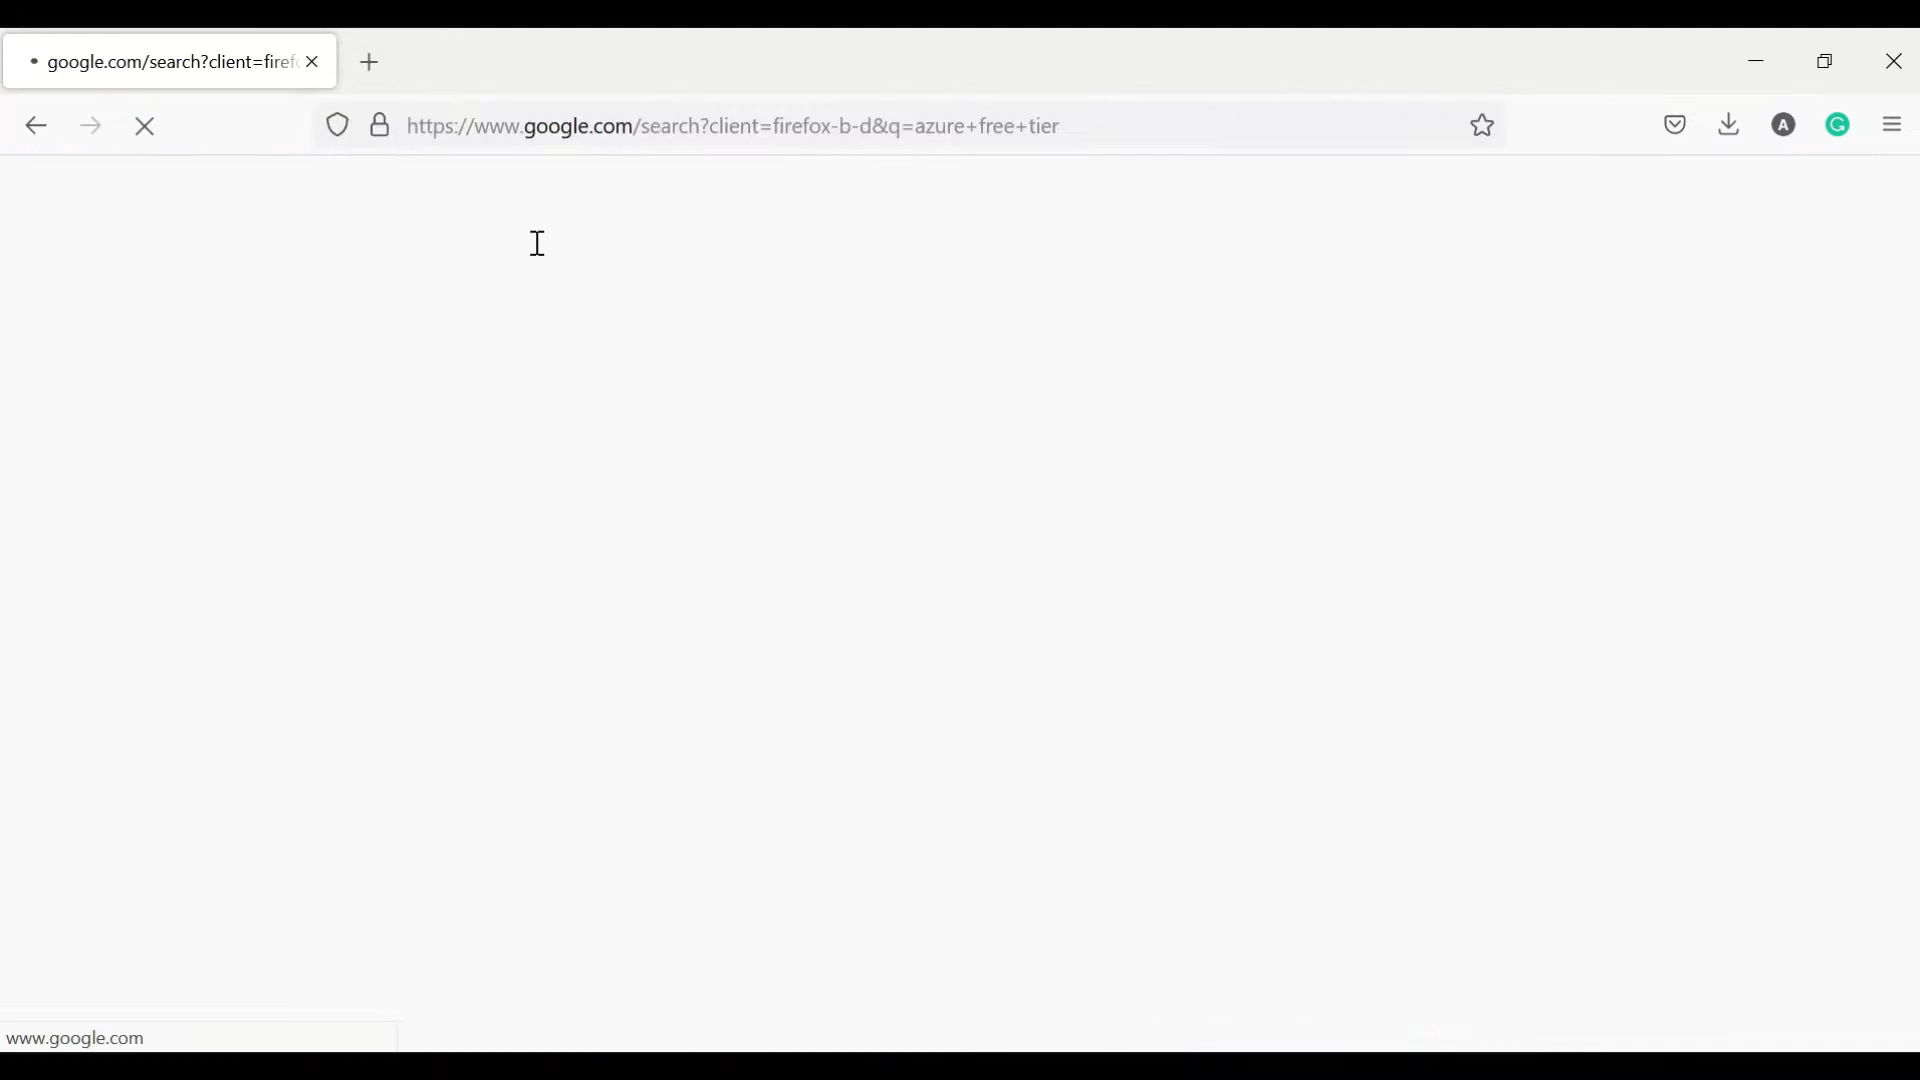 google.com/search?client=firef
https://www.google.com/search?client=firefox-b-d&q=azure+free+tier
A
G
www.google.com